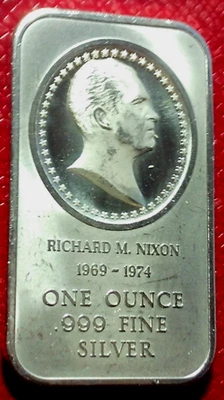 RICHARD M. NIXON
1969 - 1974
ONE OUNCE
.999 FINE
SILVER